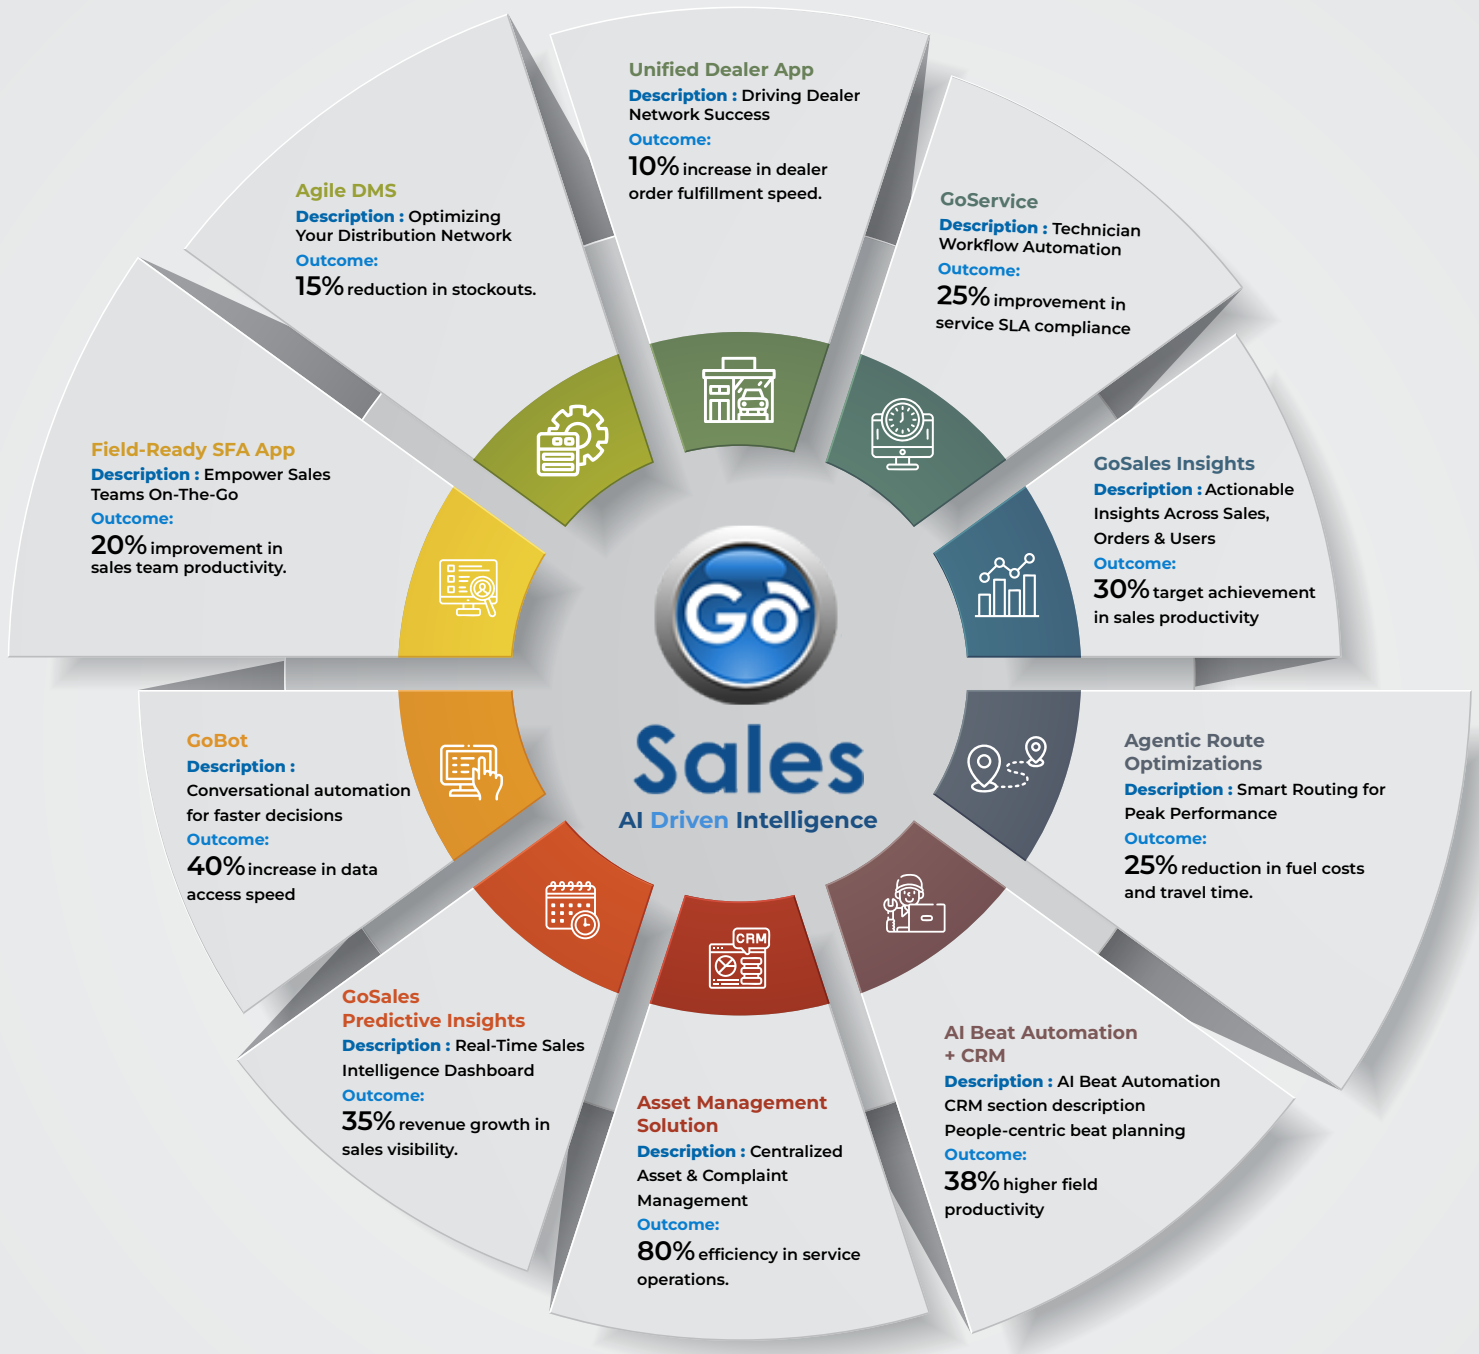 Unified Dealer App
Description : Driving Dealer
Network Success
Outcome:
10% increase in dealer
order fulfillment speed.
GoService
Description : Technician
Workflow Automation
Outcome:
25% improvement in
service SLA compliance
GoSales Insights
Description : Actionable
Insights Across Sales,
Orders & Users
Outcome:
30% target achievement
in sales productivity
Agentic Route
Optimizations
Description : Smart Routing for
Peak Performance
Outcome:
25% reduction in fuel costs
and travel time.
AI Beat Automation
+ CRM
Description : AI Beat Automation
CRM section description
People-centric beat planning
Outcome:
38% higher field
productivity
Asset Management
Solution
Description : Centralized
Asset & Complaint
Management
Outcome:
80% efficiency in service
operations.
CRM
GoSales
Predictive Insights
Description : Real-Time Sales
Intelligence Dashboard
Outcome:
35% revenue growth in
sales visibility.
GoBot
Description :
Conversational automation
for faster decisions
Outcome:
40% increase in data
access speed
Field-Ready SFA App
Description : Empower Sales
Teams On-The-Go
Outcome:
20% improvement in
sales team productivity.
Agile DMS
Description : Optimizing
Your Distribution Network
Outcome:
15% reduction in stockouts.
Go
Sales
AI Driven Intelligence